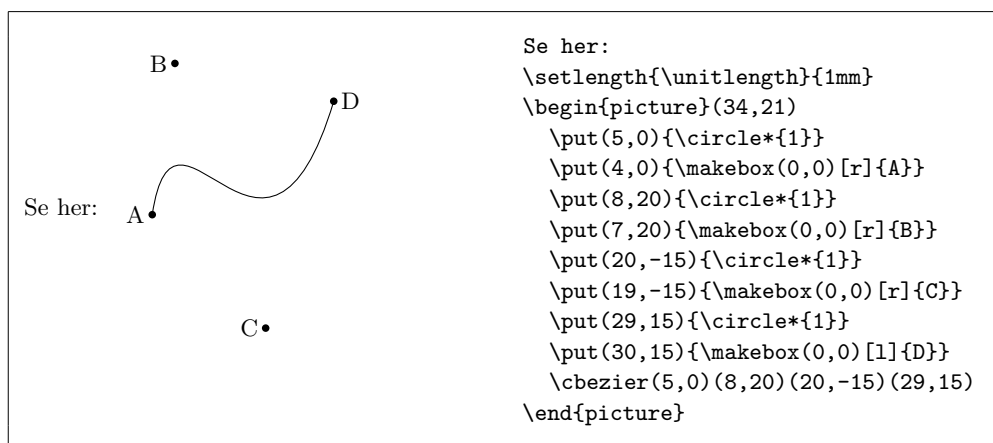 B
D
Se her:
A
C
Se her:
\setlength{\unitlength}{1mm}
\begin{picture}(34,21)
  \put(5,0){\circle*{1}}
  \put(4,0){\makebox(0,0)[r]{A}}
  \put(8,20){\circle*{1}}
  \put(7,20){\makebox(0,0)[r]{B}}
  \put(20,-15){\circle*{1}}
  \put(19,-15){\makebox(0,0)[r]{C}}
  \put(29,15){\circle*{1}}
  \put(30,15){\makebox(0,0)[l]{D}}
  \cbezier(5,0)(8,20)(20,-15)(29,15)
\end{picture}